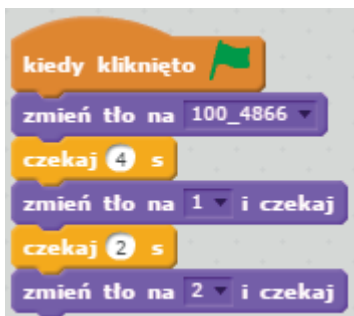 kiedy kliknięto
zmień tło na 100_4866
czekaj 4 s
zmień tło na 1 i czekaj
czekaj 2 s
zmień tło na 2 i czekaj